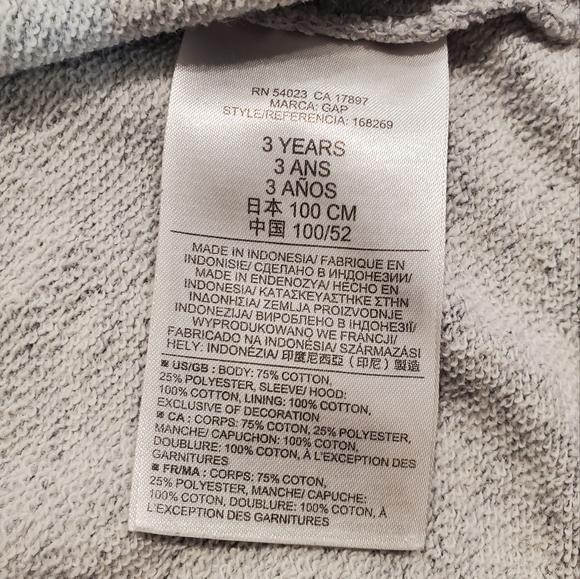 RN 54023 CA 17897
MARCA: GAP
STYLE/REFERENCIA: 168269
3 YEARS
3 ANS
3 AÑOS
日本 100 CM
中国 100/52
MADE IN INDONESIA/ FABRIQUE EN
INDONISIE/ СДЕЛАНО В ИНДОНЕЗИИ/
MADE IN ENDENOZYA/ HECHO EN
INDONESIA/ ΚΑΤΑΣΚΕΥΑΣΤΗΚΕ ΣΤΗΝ
ΙΝΔΟΝΗΣΙΑ/ ZEMLJA PROIZVODNJE
INDONEZIJA/ ВИРОБЛЕНО В ІНДОНЕЗІЇ/
WYPRODUKOWANO WE FRANCJI/
FABRICADO NA INDONÉSIA/ SZÁRMAZÁSI
HELY: INDONÉZIA/ 印度尼西亞（印尼）製造
※ US/GB : BODY: 75% COTTON,
25% POLYESTER, SLEEVE/ HOOD:
100% COTTON, LINING: 100% COTTON,
EXCLUSIVE OF DECORATION
※ CA : CORPS: 75% COTON, 25% POLYESTER,
MANCHE/ CAPUCHON: 100% COTON,
DOUBLURE: 100% COTON, À L'EXCEPTION DES
GARNITURES
※ FR/MA : CORPS: 75% COTON,
25% POLYESTER, MANCHE/ CAPUCHE:
100% COTON, DOUBLURE: 100% COTON, À
L'EXCEPTION DES GARNITURES